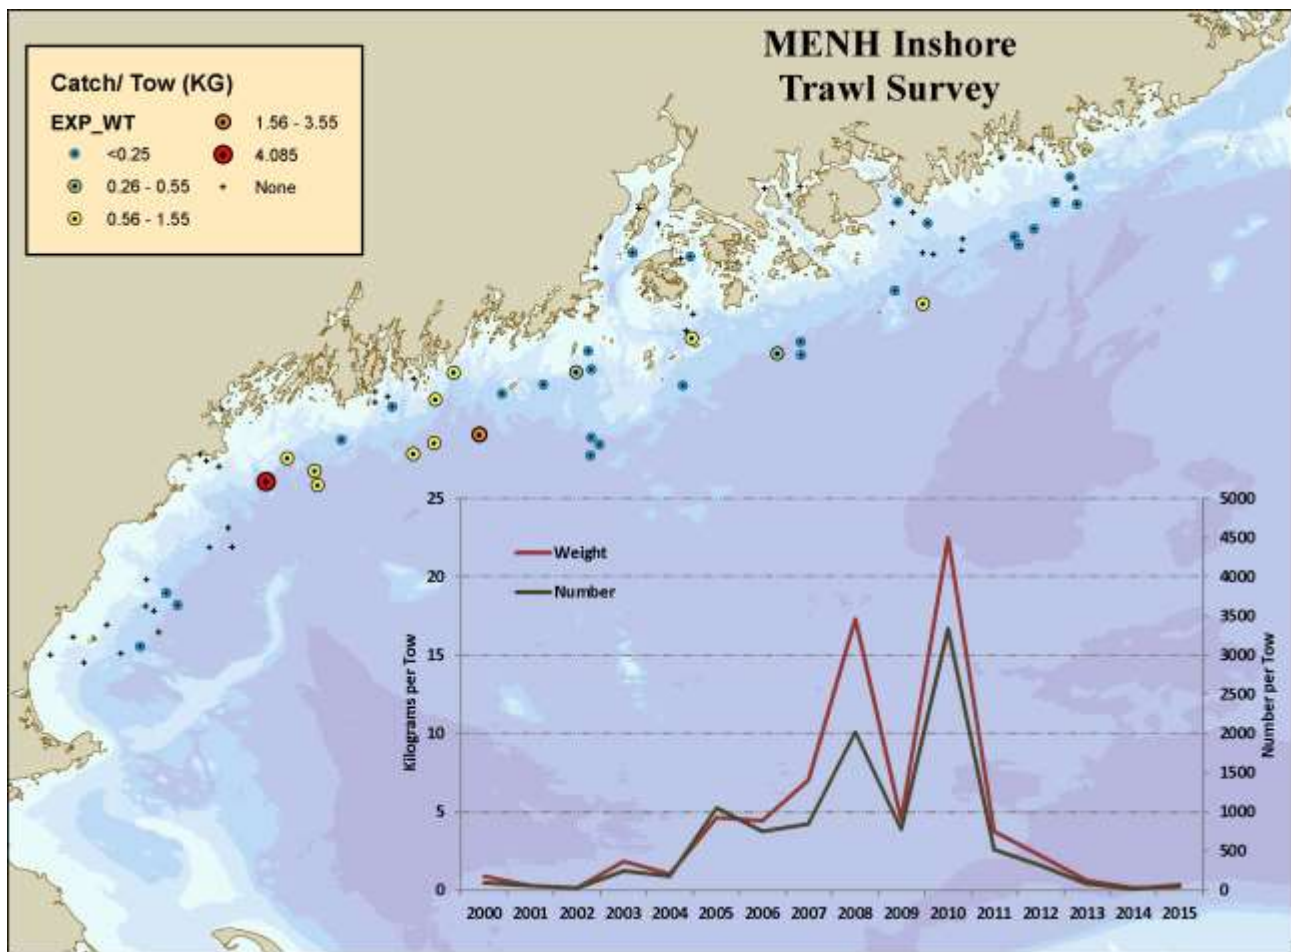 MENH Inshore
Trawl Survey
Catch/ Tow (KG)
EXP_WT
<0.25
0.26 - 0.55
0.56 - 1.55
1.56 - 3.55
4.085
None
Weight
Number
Kilograms per Tow
25
20
15
10
5
0
Number per Tow
5000
4500
4000
3500
3000
2500
2000
1500
1000
500
0
2000 2001 2002 2003 2004 2005 2006 2007 2008 2009 2010 2011 2012 2013 2014 2015